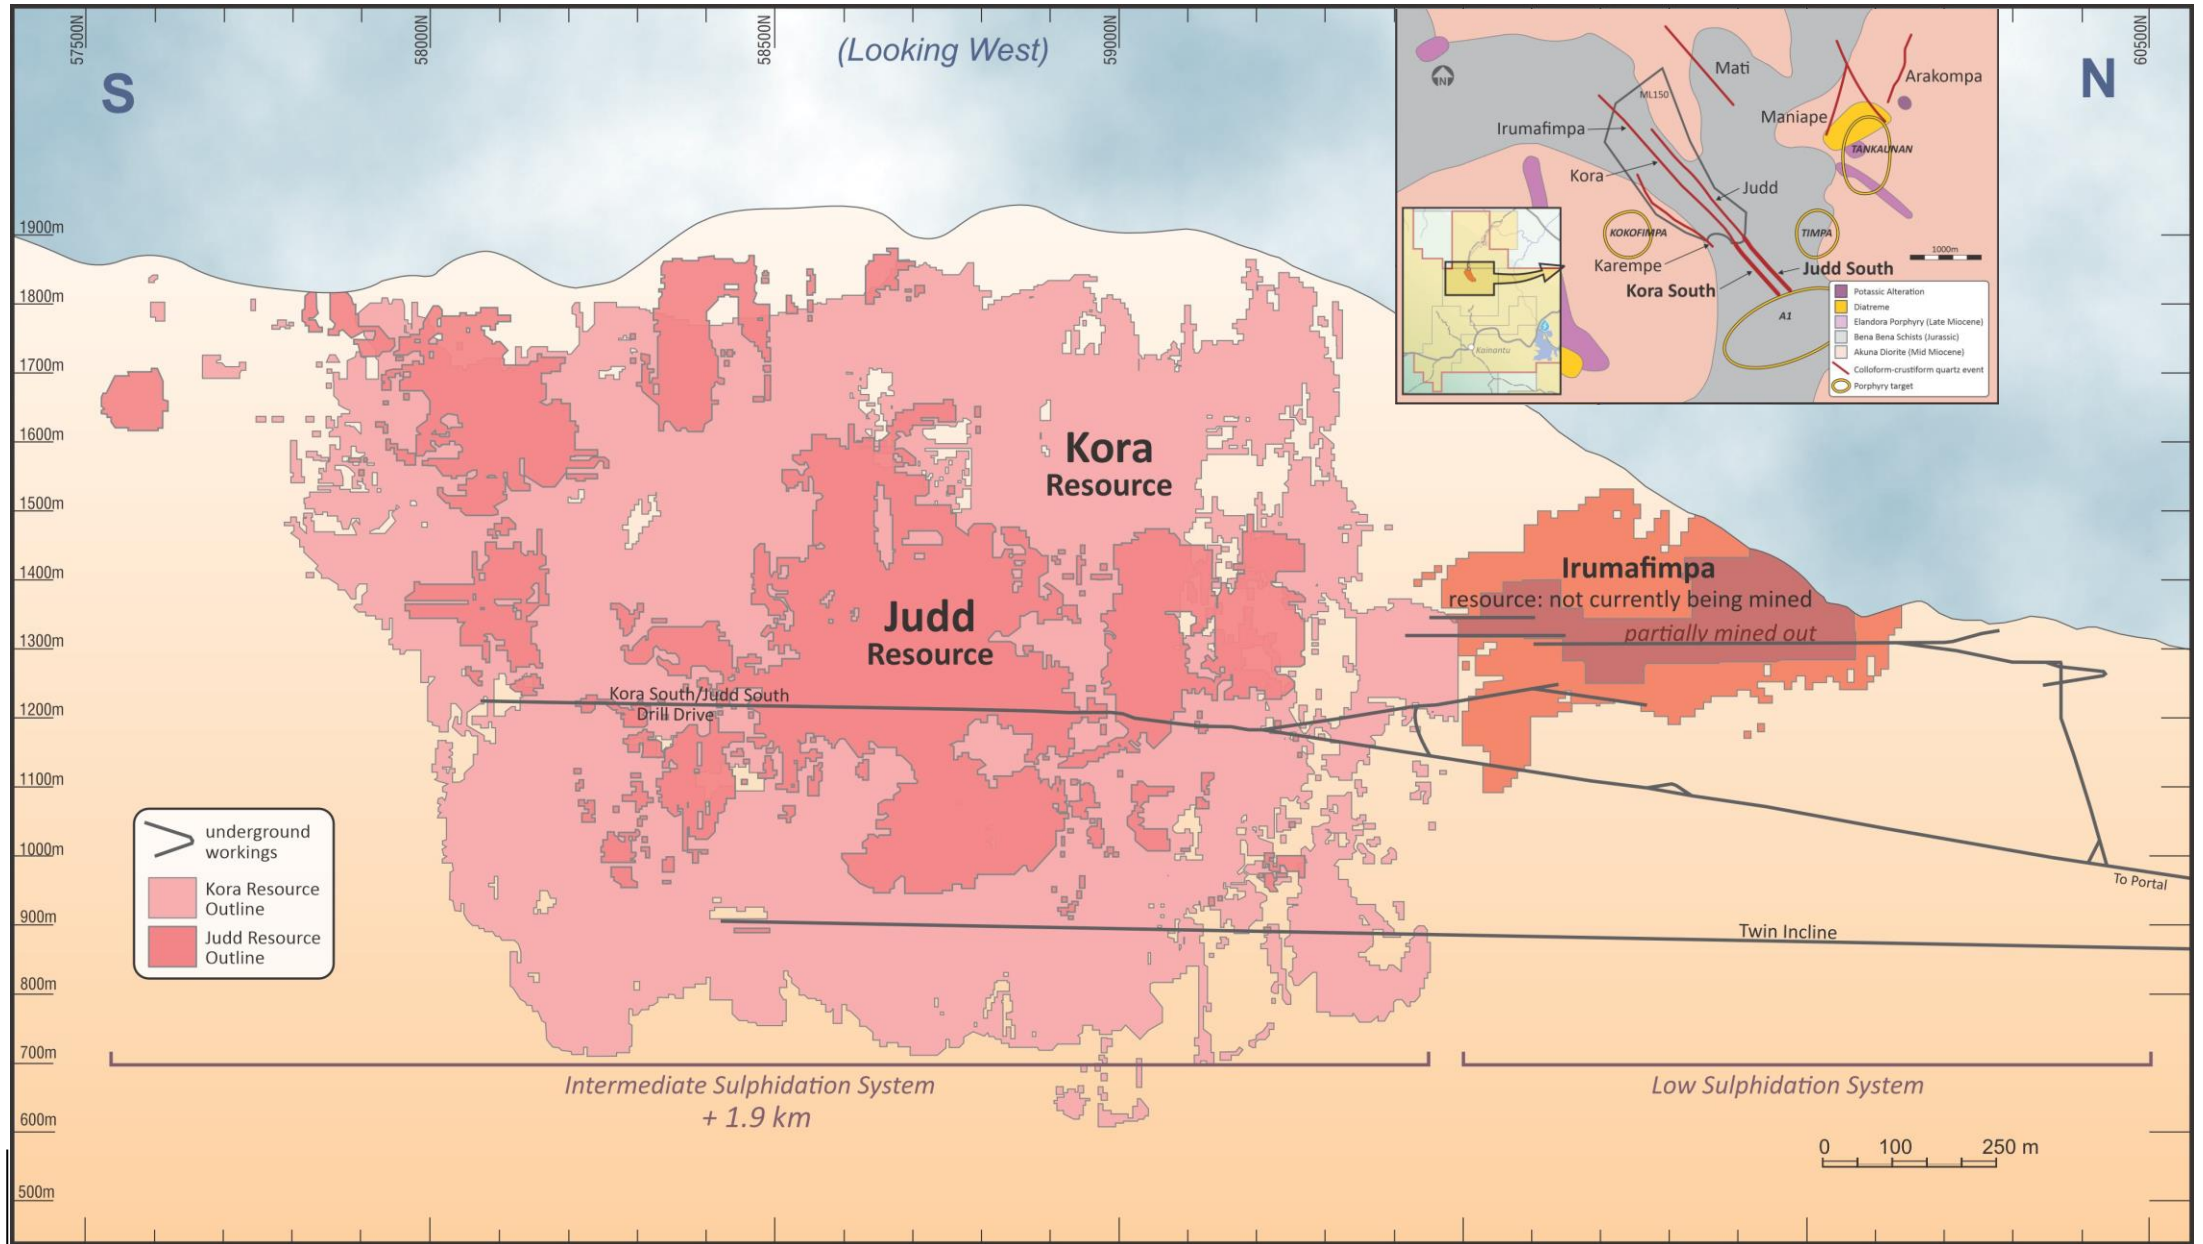 57500N
58000N
58500N
59000N
60500N
(Looking West)
S
N
1900m
1800m
1700m
1600m
1500m
1400m
1300m
1200m
1100m
1000m
900m
800m
700m
600m
500m
Mati
Arakompa
ML150
Maniape
Irumafimpa
TANKAUNAN
Kora
Judd
KOKOFIMPA
TIMPA
1000m
Karempe
Judd South
Kora South
A1
Kainantu
N
Potassic Alteration
Diatreme
Elandora Porphyry (Late Miocene)
Bena Bena Schists (Jurassic)
Akuna Diorite (Mid Miocene)
Colloform-crustiform quartz event
Porphyry target
Kora
Resource
Irumafimpa
resource: not currently being mined
partially mined out
Judd
Resource
Kora South/Judd South
Drill Drive
underground
workings
Kora Resource
Outline
Judd Resource
Outline
To Portal
Twin Incline
Intermediate Sulphidation System
+ 1.9 km
Low Sulphidation System
0 100 250 m